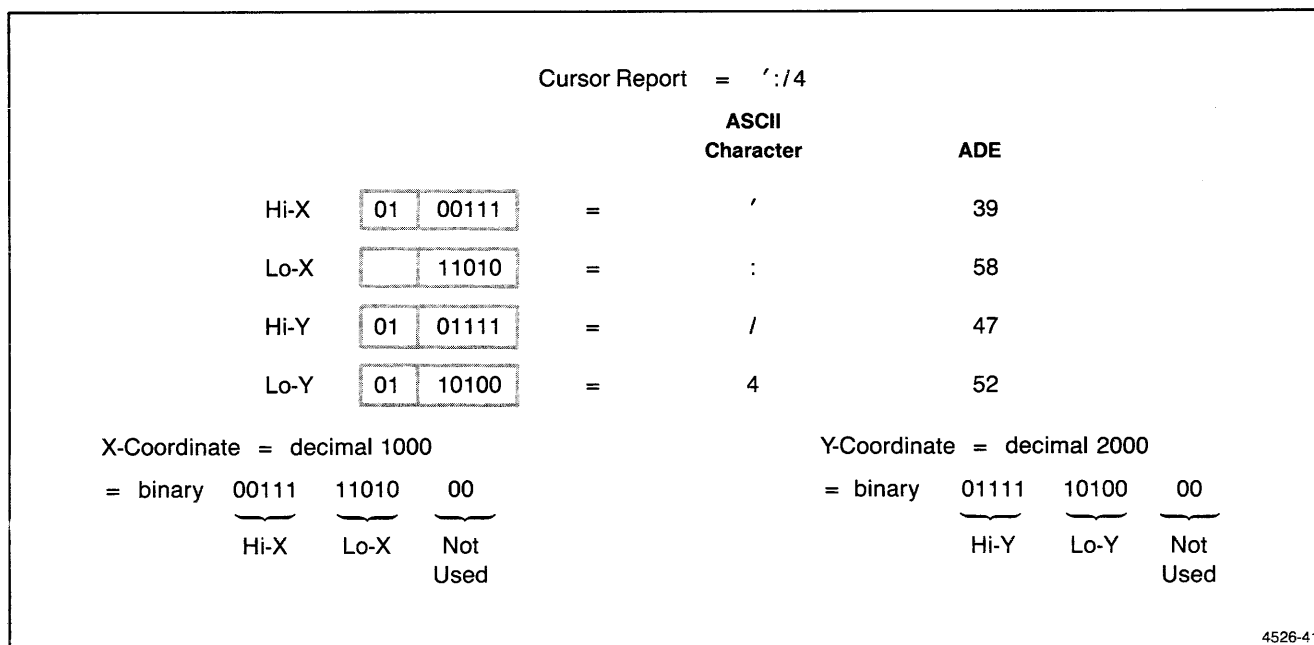 Cursor Report = ':/4
ASCII
Character ADE
Hi-X 01 00111 = ' 39
Lo-X 11010 = : 58
Hi-Y 01 01111 = / 47
Lo-Y 01 10100 = 4 52
X-Coordinate = decimal 1000
= binary 00111 11010 00
Hi-X Lo-X Not
Used
Y-Coordinate = decimal 2000
= binary 01111 10100 00
Hi-Y Lo-Y Not
Used
4526-41